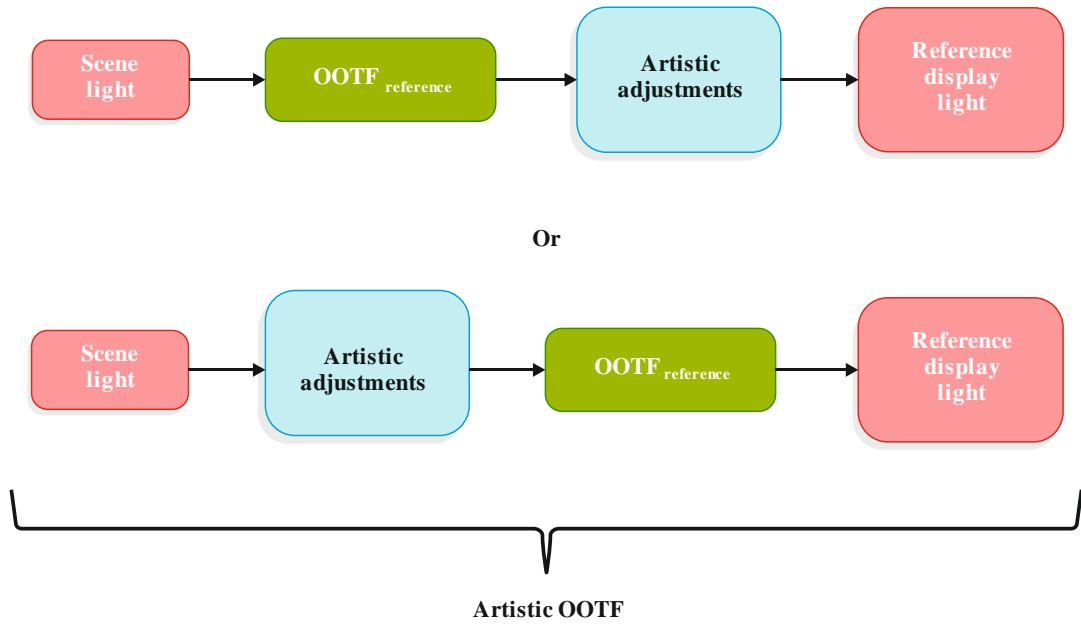 Scene
light
OOTF reference
Artistic
adjustments
Reference
display
light
Or
Scene
light
Artistic
adjustments
OOTF reference
Reference
display
light
Artistic OOTF